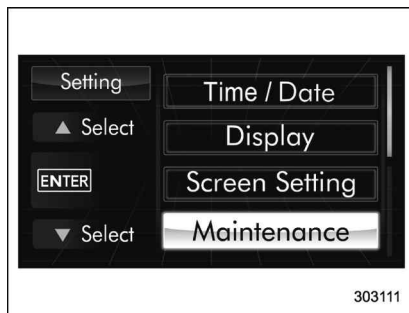 Setting
▲ Select
ENTER
▼ Select
Time / Date
Display
Screen Setting
Maintenance
303111